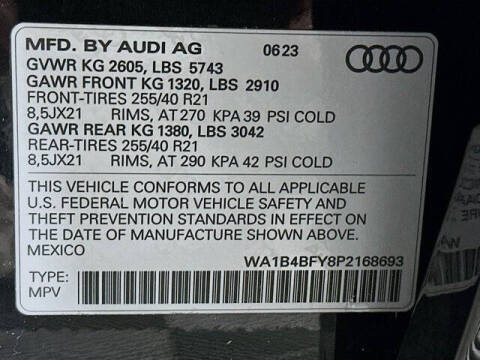 MFD. BY AUDI AG 0623
GVWR KG 2605, LBS 5743
GAWR FRONT KG 1320, LBS 2910
FRONT-TIRES 255/40 R21
8,5JX21 RIMS, AT 270 KPA 39 PSI COLD
GAWR REAR KG 1380, LBS 3042
REAR-TIRES 255/40 R21
8,5JX21 RIMS, AT 290 KPA 42 PSI COLD
THIS VEHICLE CONFORMS TO ALL APPLICABLE
U.S. FEDERAL MOTOR VEHICLE SAFETY AND
THEFT PREVENTION STANDARDS IN EFFECT ON
THE DATE OF MANUFACTURE SHOWN ABOVE.
MEXICO
WA1B4BFY8P2168693
TYPE:
MPV